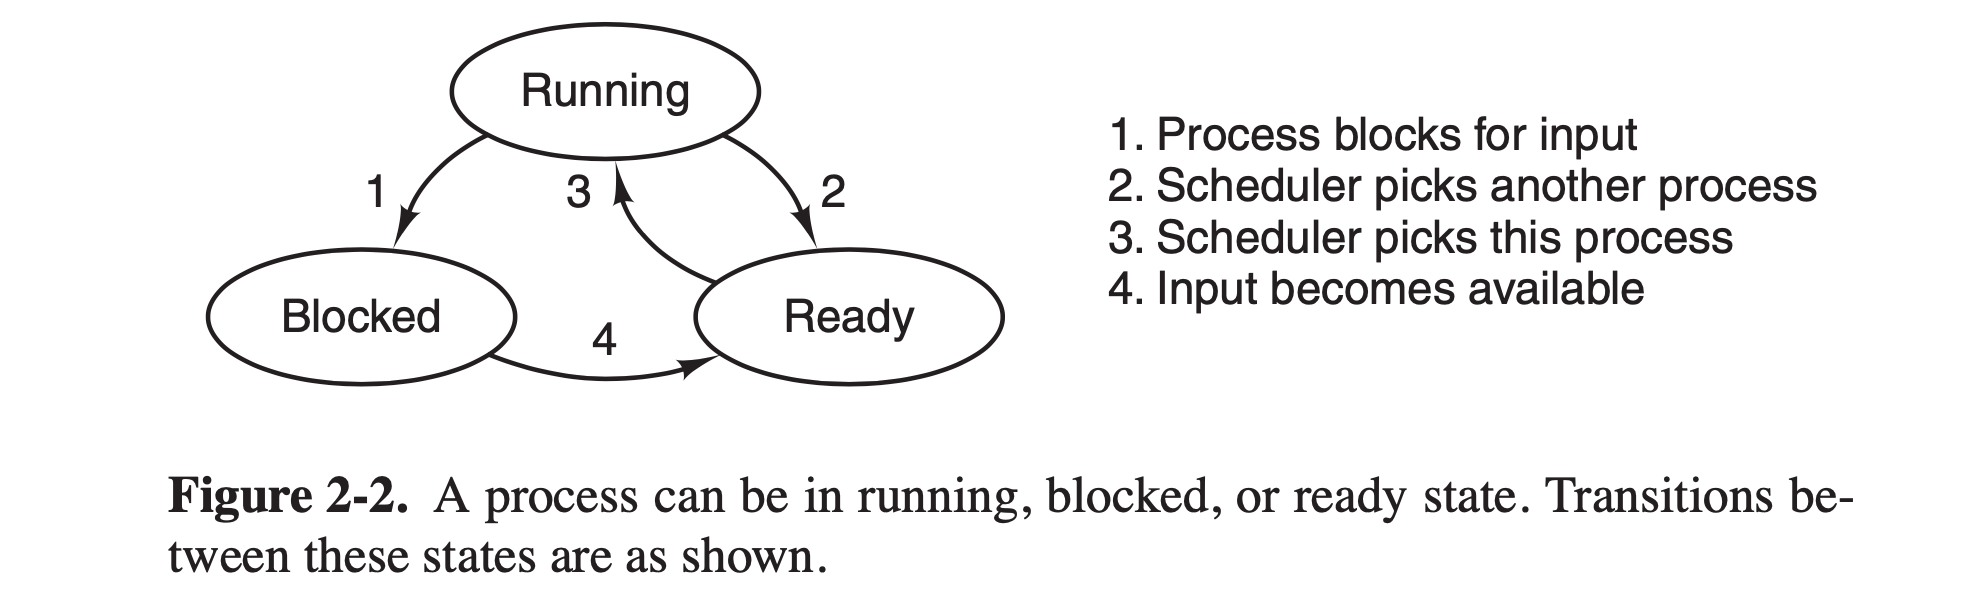 Running
1
3
2
Blocked
4
Ready
1. Process blocks for input
2. Scheduler picks another process
3. Scheduler picks this process
4. Input becomes available
Figure 2-2. A process can be in running, blocked, or ready state. Transitions be-
tween these states are as shown.